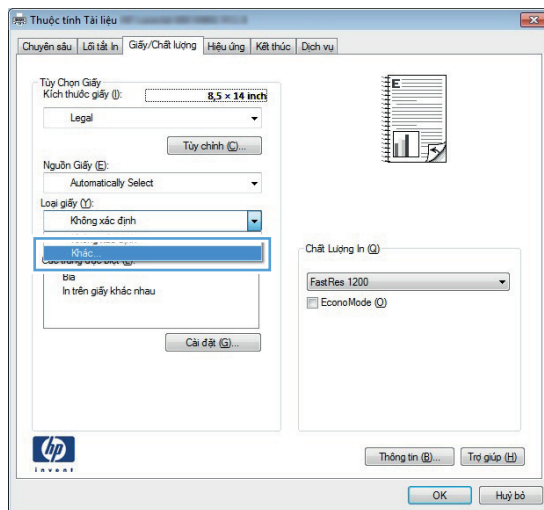 Thuộc tính Tài liệu
Chuyên sâu Lối tắt In Giấy/Chất lượng Hiệu ứng Kết thúc Dịch vụ
Tùy Chọn Giấy
Kích thước giấy (I): 8,5 × 14 inch
Legal
Tùy chỉnh (C)...
Nguồn Giấy (E):
Automatically Select
Loại giấy (Y):
Không xác định
Khác...
Bìa
In trên giấy khác nhau
Cài đặt (G)...
E
Chất Lượng In (Q)
FastRes 1200
EconoMode (O)
hp
invent
Thông tin (B)... Trợ giúp (H)
OK Huỷ bỏ